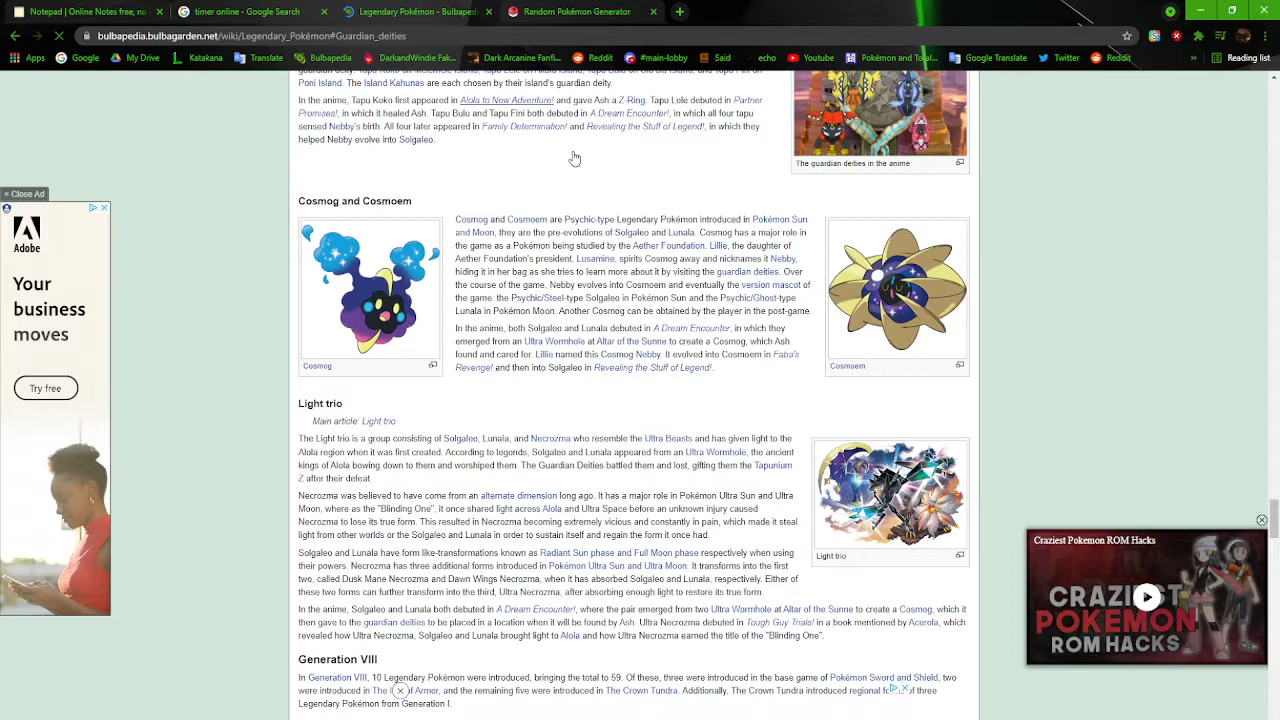 Notepad | Online Notes free, no
timer online - Google Search
Legendary Pokémon - Bulbaped
Random Pokémon Generator
bulbapedia.bulbagarden.net/wiki/Legendary_Pokémon#Guardian_deities
Apps Google My Drive Katakana Translate Bulbapedia DarkandWindie Fak... Dark Arcanine Fanfi... Reddit #main-lobby Said echo YouTube Pokémon and Total... Google Translate Twitter Reddit » Reading list
Poni Island. The Island Kahunas are each chosen by their island's guardian deity.
In the anime, Tapu Koko first appeared in Alola to New Adventure! and gave Ash a Z-Ring. Tapu Lele debuted in Partner
Promises!, in which it healed Ash. Tapu Bulu and Tapu Fini both debuted in A Dream Encounter!, in which all four tapu
sensed Nebby's birth. All four later appeared in Family Determination! and Revealing the Stuff of Legend!, in which they
helped Nebby evolve into Solgaleo.
The guardian deities in the anime
× Close Ad
Adobe
Your
business
moves
Try free
Cosmog and Cosmoem
Cosmog
Cosmog and Cosmoem are Psychic-type Legendary Pokémon introduced in Pokémon Sun
and Moon, they are the pre-evolutions of Solgaleo and Lunala. Cosmog has a major role in
the game as a Pokémon being studied by the Aether Foundation. Lillie, the daughter of
Aether Foundation's president, Lusamine, spirits Cosmog away and nicknames it Nebby,
hiding it in her bag as she tries to learn more about it by visiting the guardian deities. Over
the course of the game, Nebby evolves into Cosmoem and eventually the version mascot of
the game: the Psychic/Steel-type Solgaleo in Pokémon Sun and the Psychic/Ghost-type
Lunala in Pokémon Moon. Another Cosmog can be obtained by the player in the post-game.
In the anime, both Solgaleo and Lunala debuted in A Dream Encounter, in which they
emerged from an Ultra Wormhole at Altar of the Sunne to create a Cosmog, which Ash
found and cared for. Lillie named this Cosmog Nebby. It evolved into Cosmoem in Faba's
Revenge! and then into Solgaleo in Revealing the Stuff of Legend!.
Cosmoem
Light trio
Main article: Light trio
The Light trio is a group consisting of Solgaleo, Lunala, and Necrozma who resemble the Ultra Beasts and has given light to the
Alola region when it was first created. According to legends, Solgaleo and Lunala appeared from an Ultra Wormhole, the ancient
kings of Alola bowing down to them and worshiped them. The Guardian Deities battled them and lost, gifting them the Tapunium
Z after their defeat.
Necrozma was believed to have come from an alternate dimension long ago. It has a major role in Pokémon Ultra Sun and Ultra
Moon, where as the "Blinding One", it once shared light across Alola and Ultra Space before an unknown injury caused
Necrozma to lose its true form. This resulted in Necrozma becoming extremely vicious and constantly in pain, which made it steal
light from other worlds or the Solgaleo and Lunala in order to sustain itself and regain the form it once had.
Solgaleo and Lunala have form like-transformations known as Radiant Sun phase and Full Moon phase respectively when using
their powers. Necrozma has three additional forms introduced in Pokémon Ultra Sun and Ultra Moon. It transforms into the first
two, called Dusk Mane Necrozma and Dawn Wings Necrozma, when it has absorbed Solgaleo and Lunala, respectively. Either of
these two forms can further transform into the third, Ultra Necrozma, after absorbing enough light to restore its true form.
In the anime, Solgaleo and Lunala both debuted in A Dream Encounter!, where the pair emerged from two Ultra Wormhole at Altar of the Sunne to create a Cosmog, which it
then gave to the guardian deities to be placed in a location when it will be found by Ash. Ultra Necrozma debuted in Tough Guy Trials! in a book mentioned by Acerola, which
revealed how Ultra Necrozma, Solgaleo and Lunala brought light to Alola and how Ultra Necrozma earned the title of the "Blinding One".
Light trio
Craziest Pokemon ROM Hacks
CRAZIEST
POKEMON
ROM HACKS
Generation VIII
In Generation VIII, 10 Legendary Pokémon were introduced, bringing the total to 59. Of these, three were introduced in the base game of Pokémon Sword and Shield, two
were introduced in The of Armor, and the remaining five were introduced in The Crown Tundra. Additionally, The Crown Tundra introduced regional of three
Legendary Pokémon from Generation I.